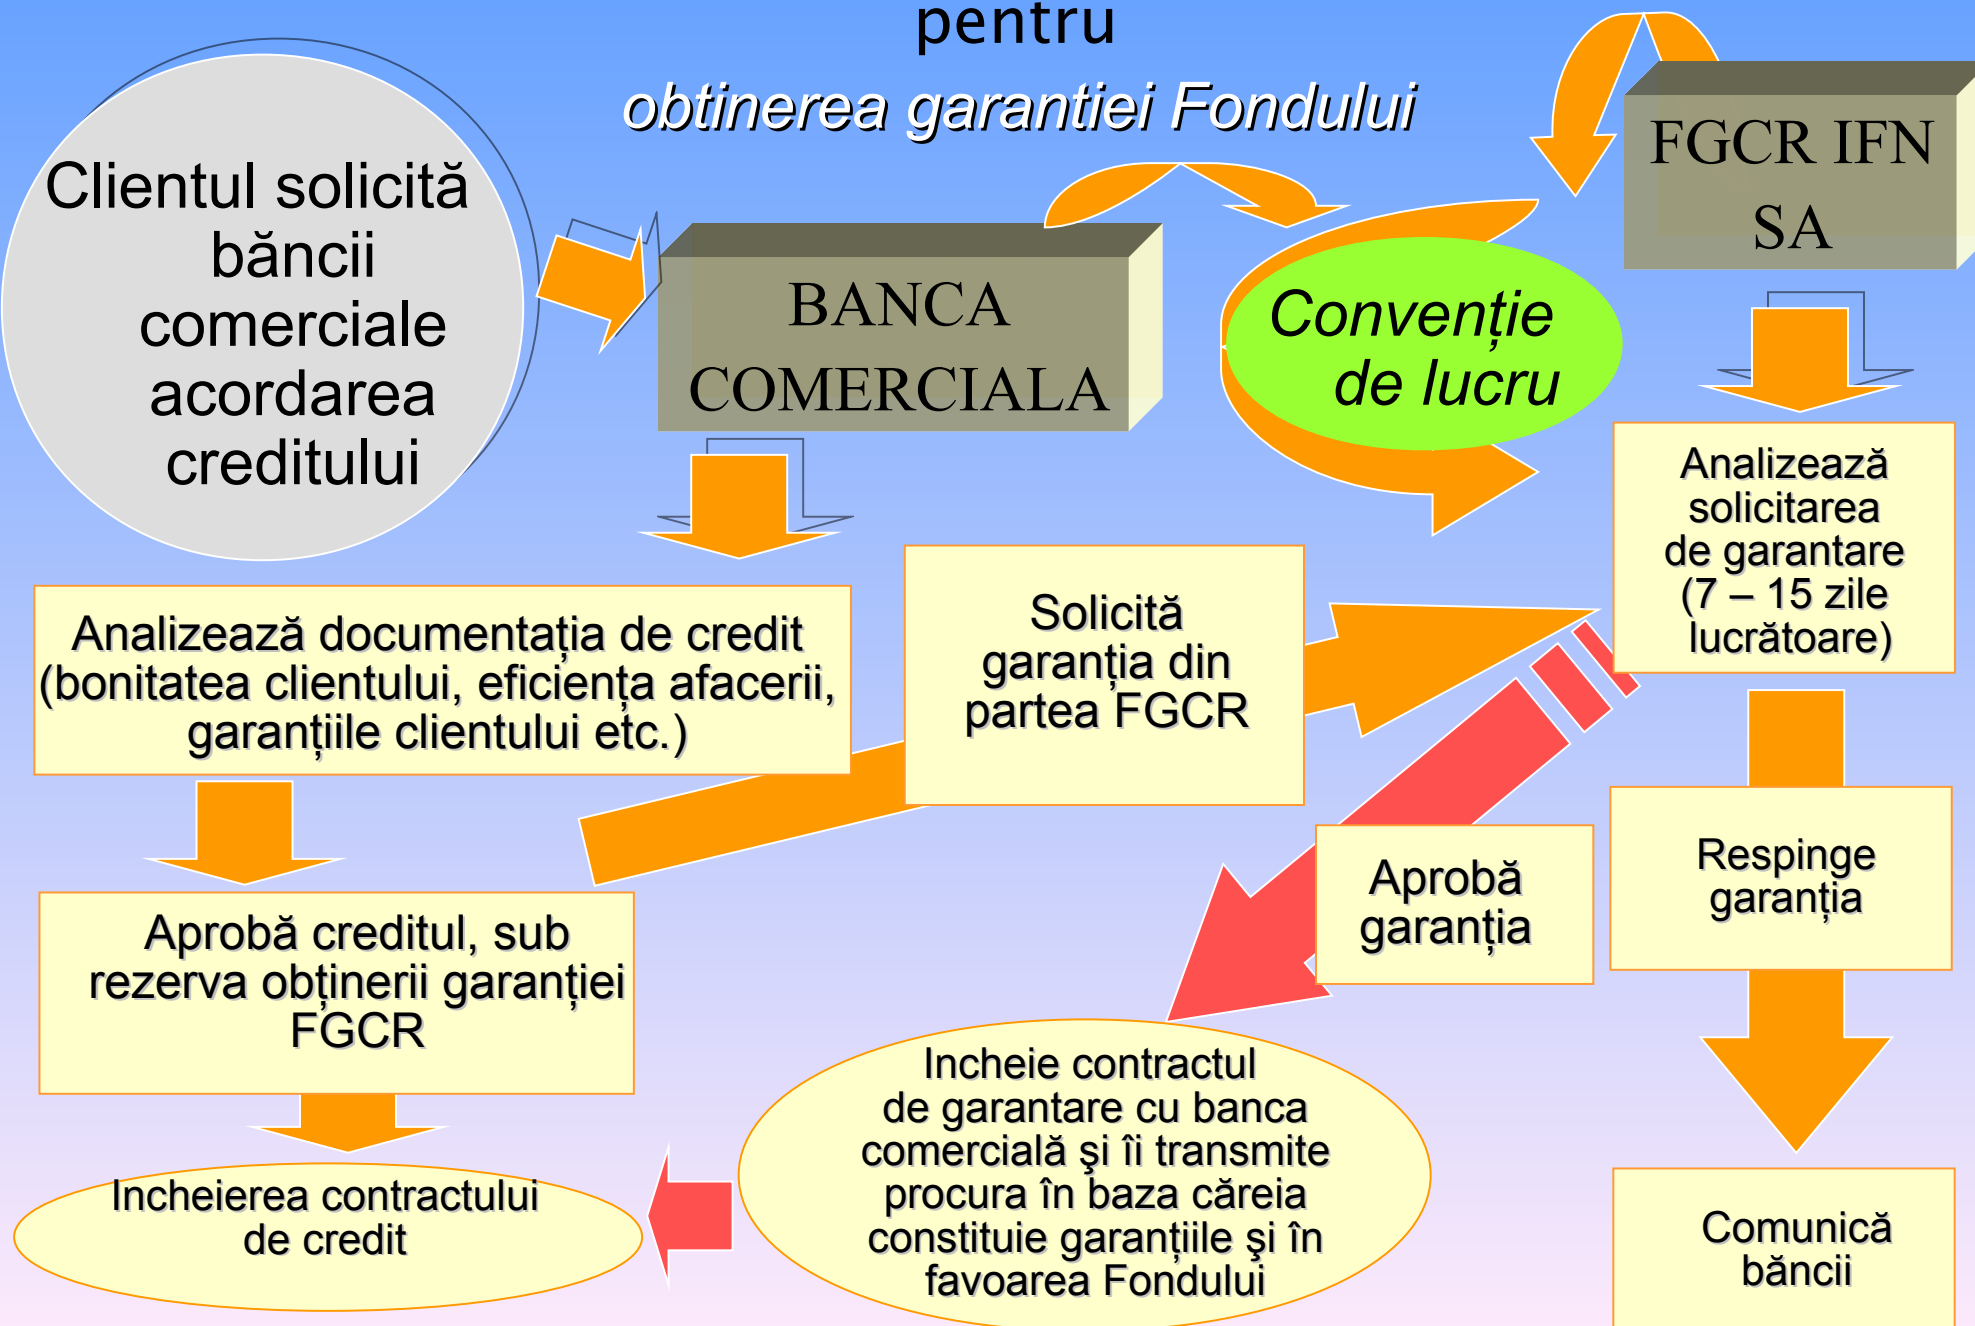 pentru
obtinerea garantiei Fondului
Clientul solicită
băncii
comerciale
acordarea
creditului
BANCA
COMERCIALA
Convenție
de lucru
FGCR IFN
SA
Analizează
solicitarea
de garantare
(7 – 15 zile
lucrătoare)
Analizează documentația de credit
(bonitatea clientului, eficiența afacerii,
garanțiile clientului etc.)
Solicită
garanția din
partea FGCR
Aprobă
garanția
Respinge
garanția
Aprobă creditul, sub
rezerva obținerii garanției
FGCR
Incheie contractul
de garantare cu banca
comercială şi îi transmite
procura în baza căreia
constituie garanțiile şi în
favoarea Fondului
Incheierea contractului
de credit
Comunică
băncii